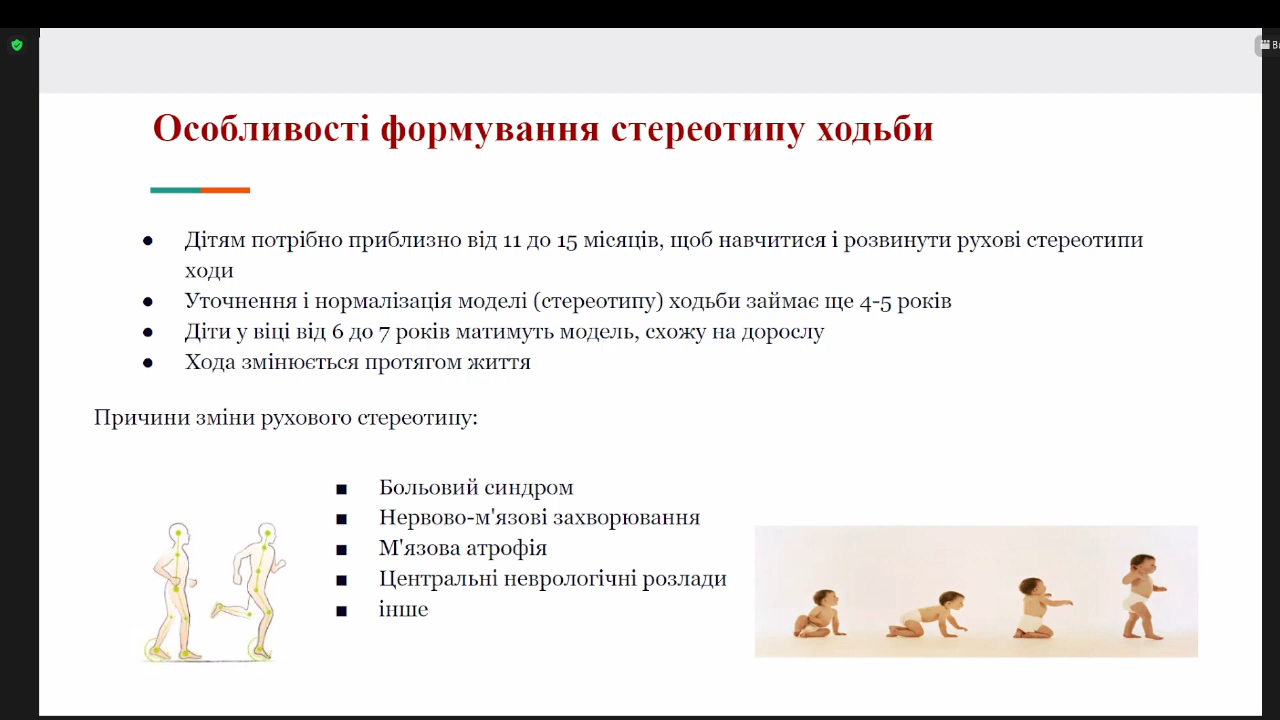 Особливості формування стереотипу ходьби
● Дітям потрібно приблизно від 11 до 15 місяців, щоб навчитися і розвинути рухові стереотипи
ходи
● Уточнення і нормалізація моделі (стереотипу) ходьби займає ще 4-5 років
● Діти у віці від 6 до 7 років матимуть модель, схожу на дорослу
● Хода змінюється протягом життя
Причини зміни рухового стереотипу:
■ Больовий синдром
■ Нервово-м'язові захворювання
■ М'язова атрофія
■ Центральні неврологічні розлади
■ інше